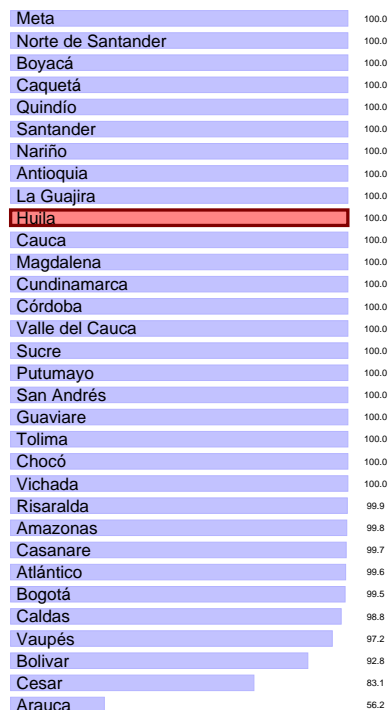 Meta 100.0
Norte de Santander 100.0
Boyacá 100.0
Caquetá 100.0
Quindío 100.0
Santander 100.0
Nariño 100.0
Antioquia 100.0
La Guajira 100.0
Huila 100.0
Cauca 100.0
Magdalena 100.0
Cundinamarca 100.0
Córdoba 100.0
Valle del Cauca 100.0
Sucre 100.0
Putumayo 100.0
San Andrés 100.0
Guaviare 100.0
Tolima 100.0
Chocó 100.0
Vichada 100.0
Risaralda 99.9
Amazonas 99.8
Casanare 99.7
Atlántico 99.6
Bogotá 99.5
Caldas 98.8
Vaupés 97.2
Bolivar 92.8
Cesar 83.1
Arauca 56.2